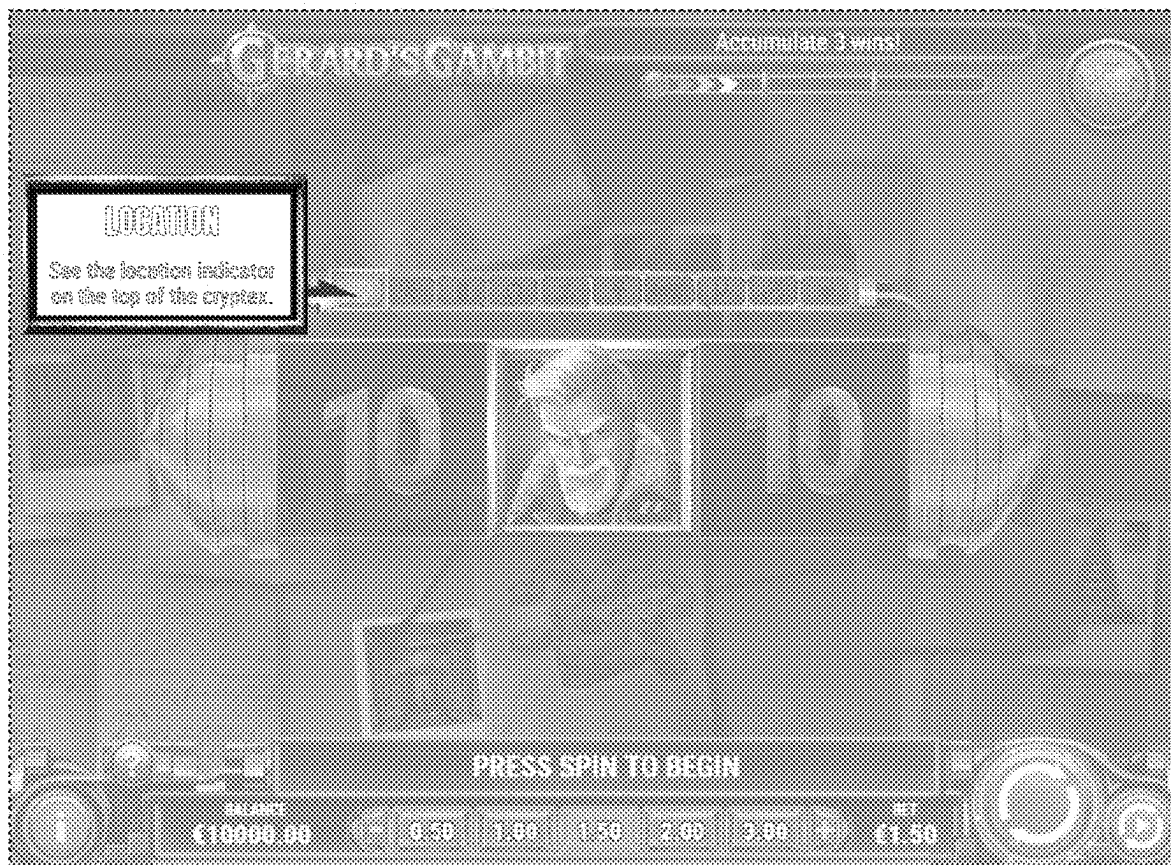 GERARD'S GAMBIT
Accumulate 3 wins!
LOCATION
See the location indicator
on the top of the cryptex.
10
10
PRESS SPIN TO BEGIN
BALANCE
€10000.00
- 0.50 1.00 1.50 2.00 3.00 +
BET
€1.50